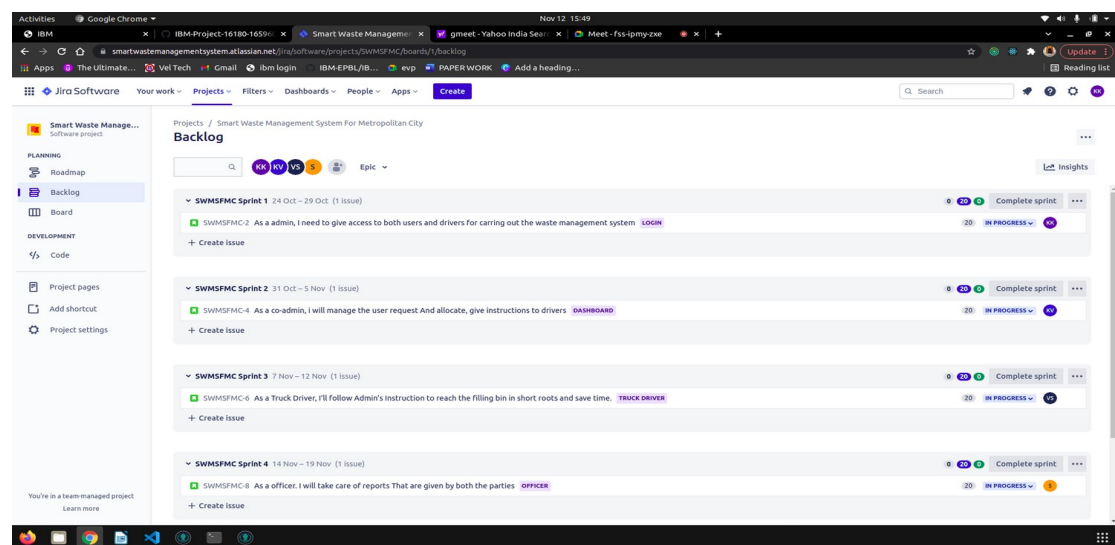 Activities Google Chrome Nov 12 15:49
IBM IBM-Project-16180-16596 Smart Waste Managemen gmeet - Yahoo India Searc Meet - fss-ipmy-zxe
smartwastemanagementsystem.atlassian.net/jira/software/projects/SWMSFMC/boards/1/backlog Update
Apps The Ultimate... Vel Tech Gmail ibm login IBM-EPBL/IB... evp PAPER WORK Add a heading... Reading list
Jira Software Your work Projects Filters Dashboards People Apps Create Search KK
Smart Waste Manage...
Software project
PLANNING
Roadmap
Backlog
Board
DEVELOPMENT
Code
Project pages
Add shortcut
Project settings
You're in a team-managed project
Learn more
Projects / Smart Waste Management System For Metropolitan City
Backlog
KK KV VS S Epic Insights
SWMSFMC Sprint 1 24 Oct – 29 Oct (1 issue) 0 20 0 Complete sprint
SWMSFMC-2 As a admin, I need to give access to both users and drivers for carring out the waste management system LOGIN 20 IN PROGRESS KK
+ Create issue
SWMSFMC Sprint 2 31 Oct – 5 Nov (1 issue) 0 20 0 Complete sprint
SWMSFMC-4 As a co-admin, i will manage the user request And allocate, give instructions to drivers DASHBOARD 20 IN PROGRESS KV
+ Create issue
SWMSFMC Sprint 3 7 Nov – 12 Nov (1 issue) 0 20 0 Complete sprint
SWMSFMC-6 As a Truck Driver, I'll follow Admin's Instruction to reach the filling bin in short roots and save time. TRUCK DRIVER 20 IN PROGRESS VS
+ Create issue
SWMSFMC Sprint 4 14 Nov – 19 Nov (1 issue) 0 20 0 Complete sprint
SWMSFMC-8 As a officer. I will take care of reports That are given by both the parties OFFICER 20 IN PROGRESS S
+ Create issue